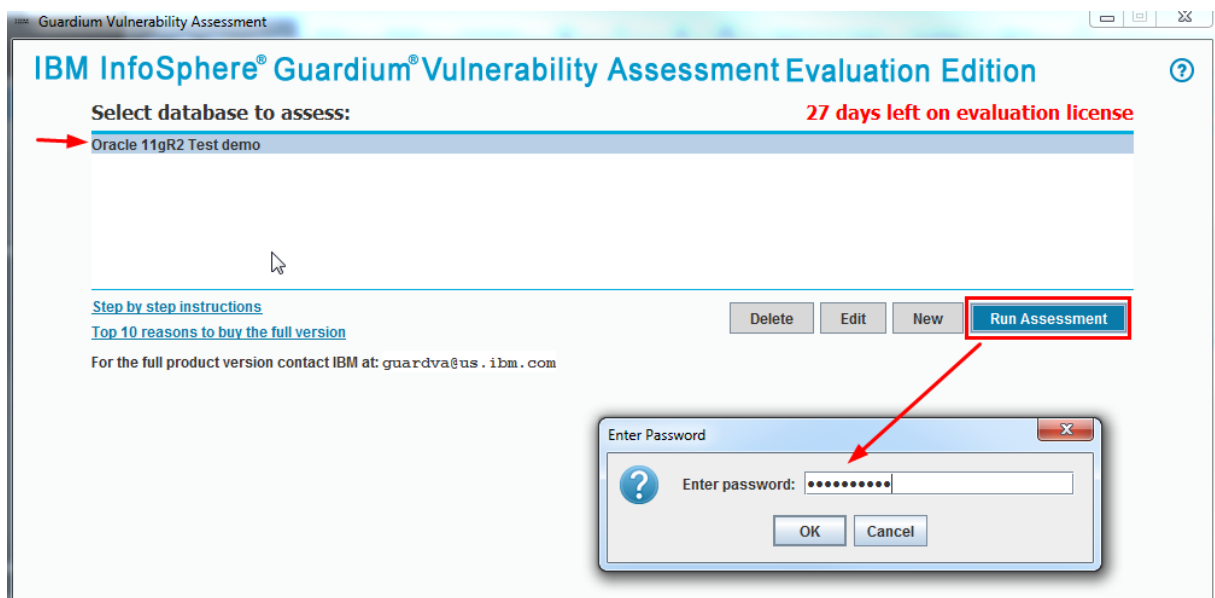 IBM Guardium Vulnerability Assessment
IBM InfoSphere® Guardium® Vulnerability Assessment Evaluation Edition
Select database to assess: 27 days left on evaluation license
Oracle 11gR2 Test demo
Step by step instructions
Delete Edit New Run Assessment
Top 10 reasons to buy the full version
For the full product version contact IBM at: guardva@us.ibm.com
Enter Password
Enter password: ••••••••••
OK Cancel